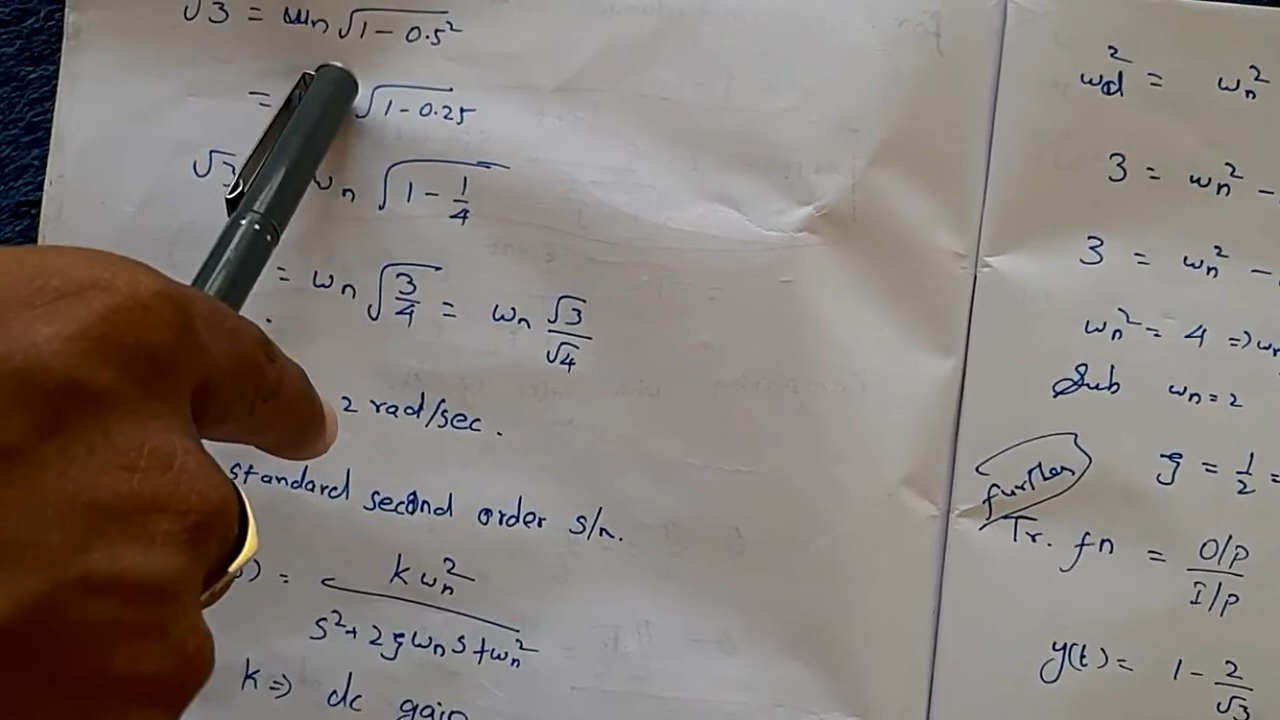 √3 = ωn √1 - 0.5²
= √1 - 0.25
ωn √1 - 1/4
= ωn √3/4 = ωn √3/√4
2 rad/sec.
standard second order s/m.
) = kωn²/s² + 2ζωns + ωn²
k ⇒ dc gain
ωd² = ωn²
3 = ωn² -
3 = ωn² -
ωn² = 4 ⇒
Sub ωn = 2
ζ = 1/2 =
further
Tr. fn = O/P / I/P
y(t) = 1 - 2/√3